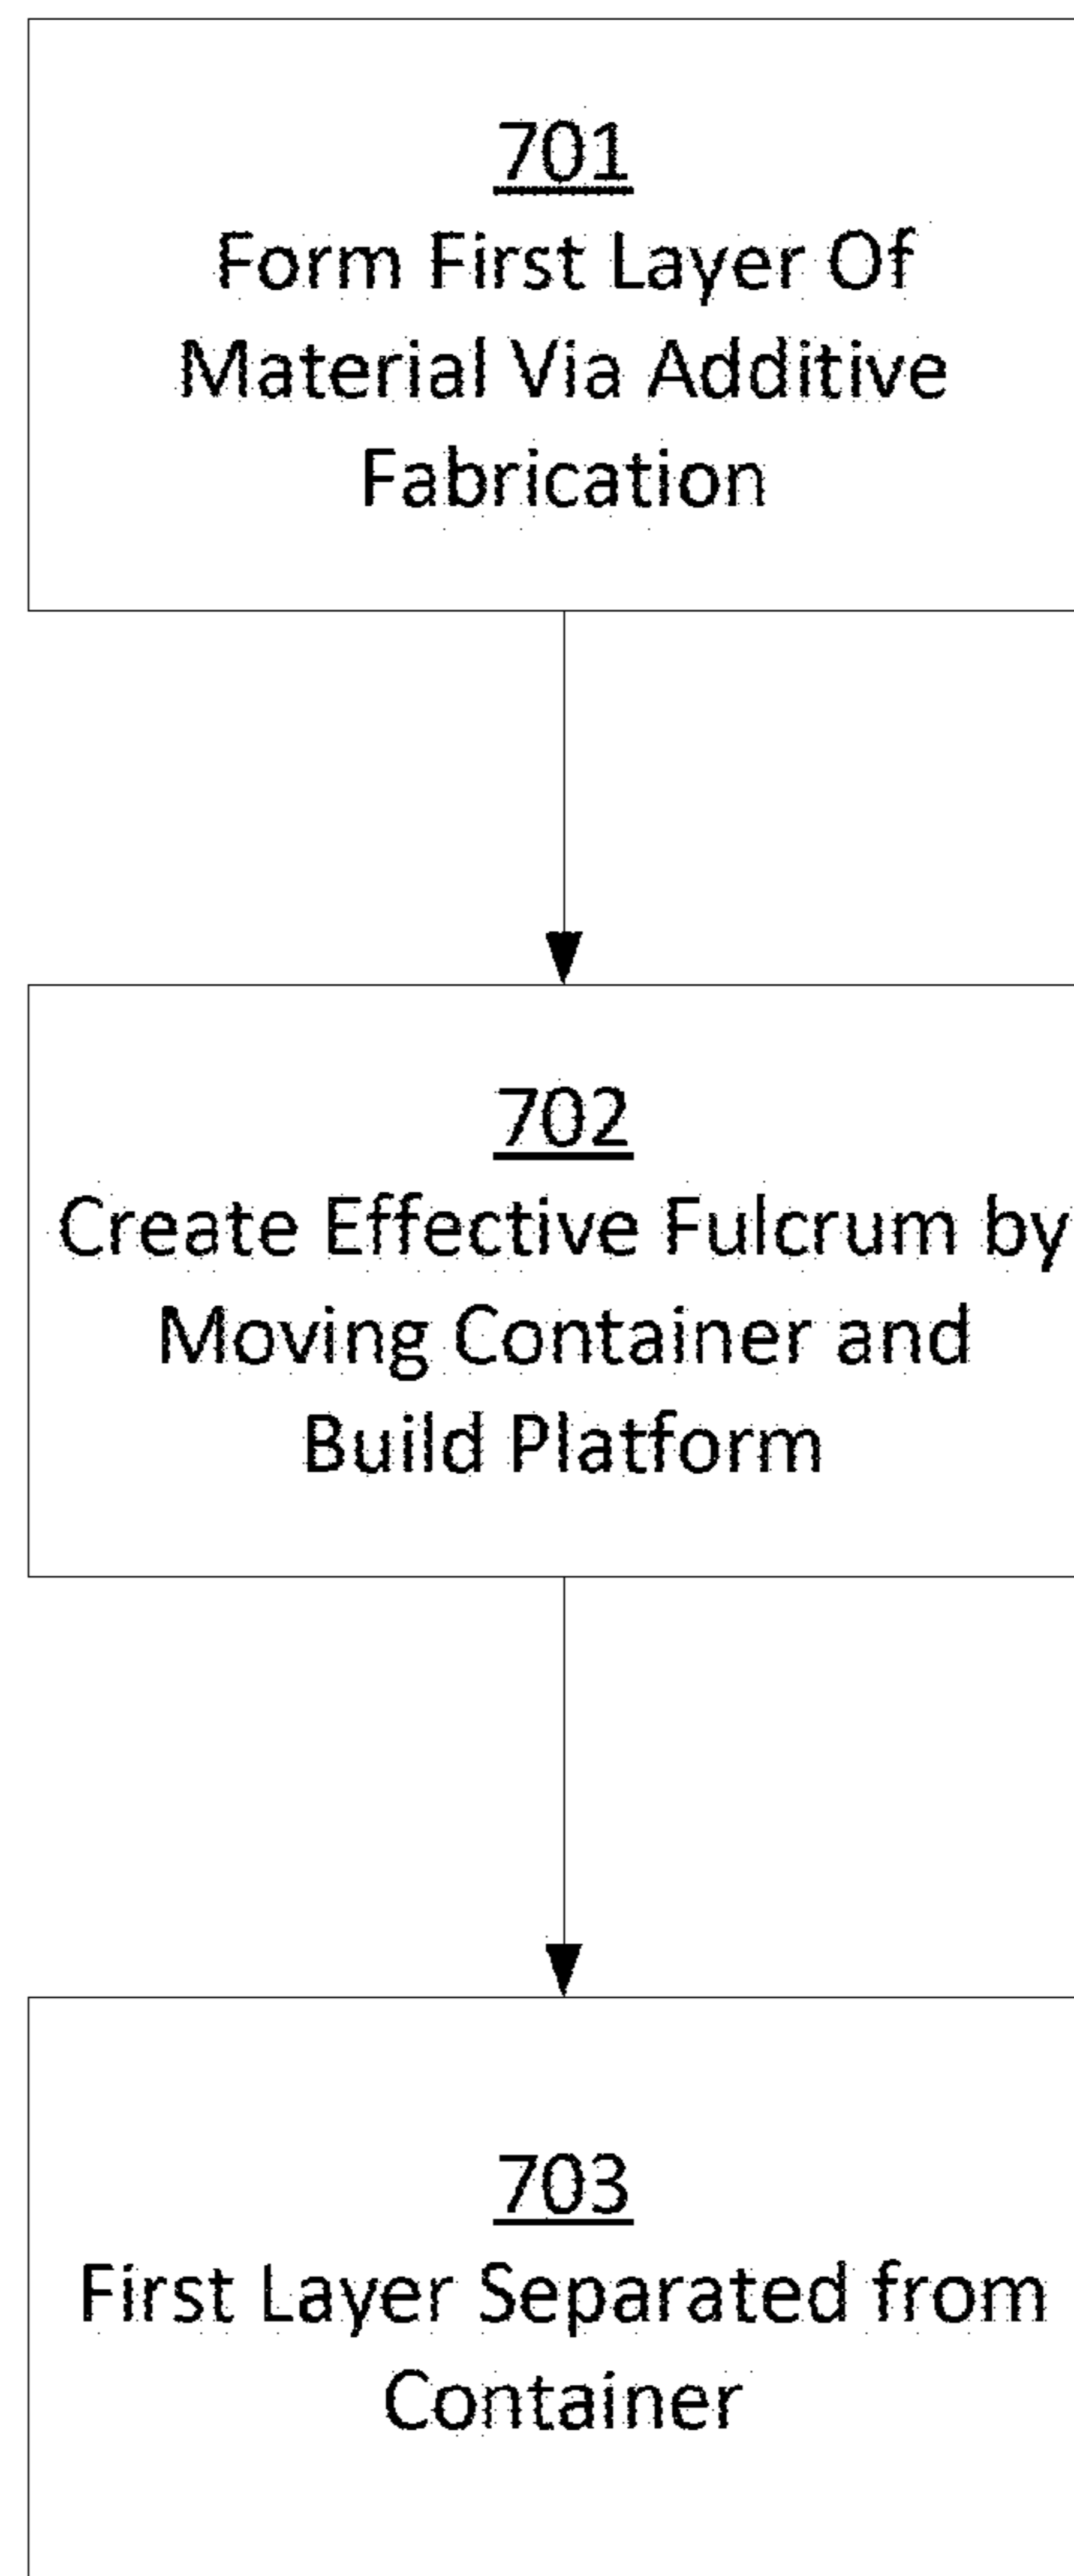 701
Form First Layer Of
Material Via Additive
Fabrication
702
Create Effective Fulcrum by
Moving Container and
Build Platform
703
First Layer Separated from
Container